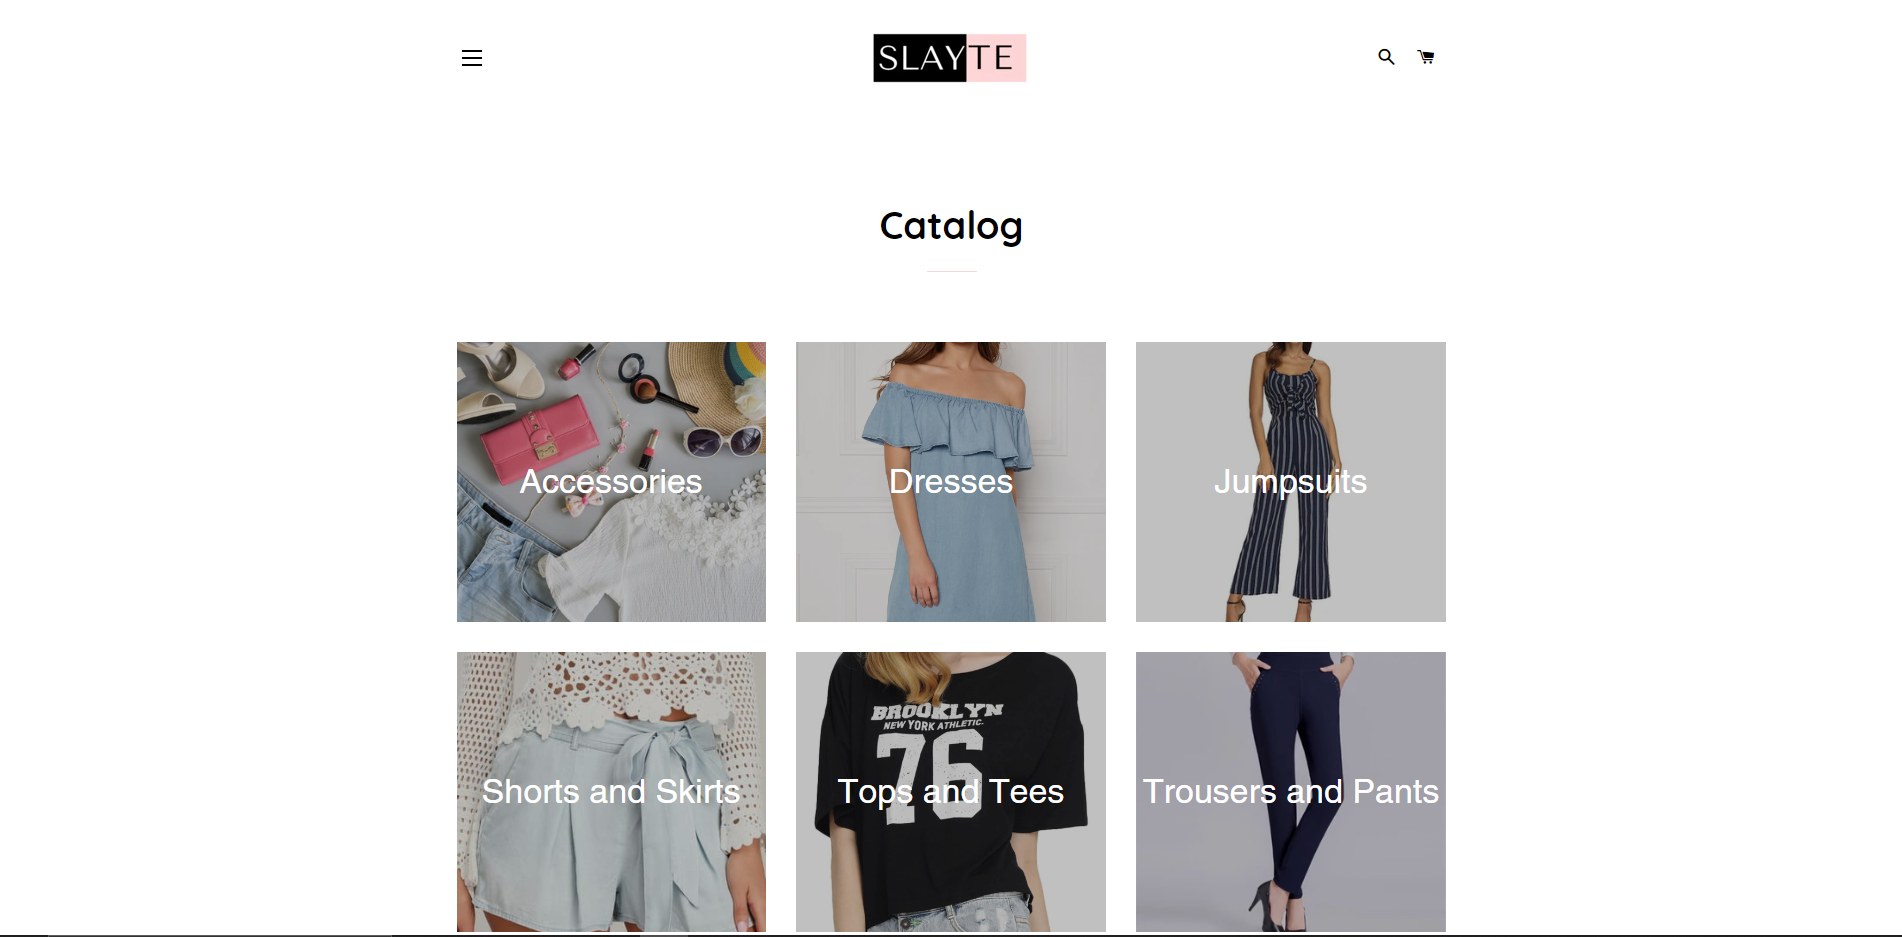 SLAYTE
Catalog
Accessories
Dresses
Jumpsuits
Shorts and Skirts
BROOKLYN
NEW YORK ATHLETIC.
76
Tops and Tees
Trousers and Pants